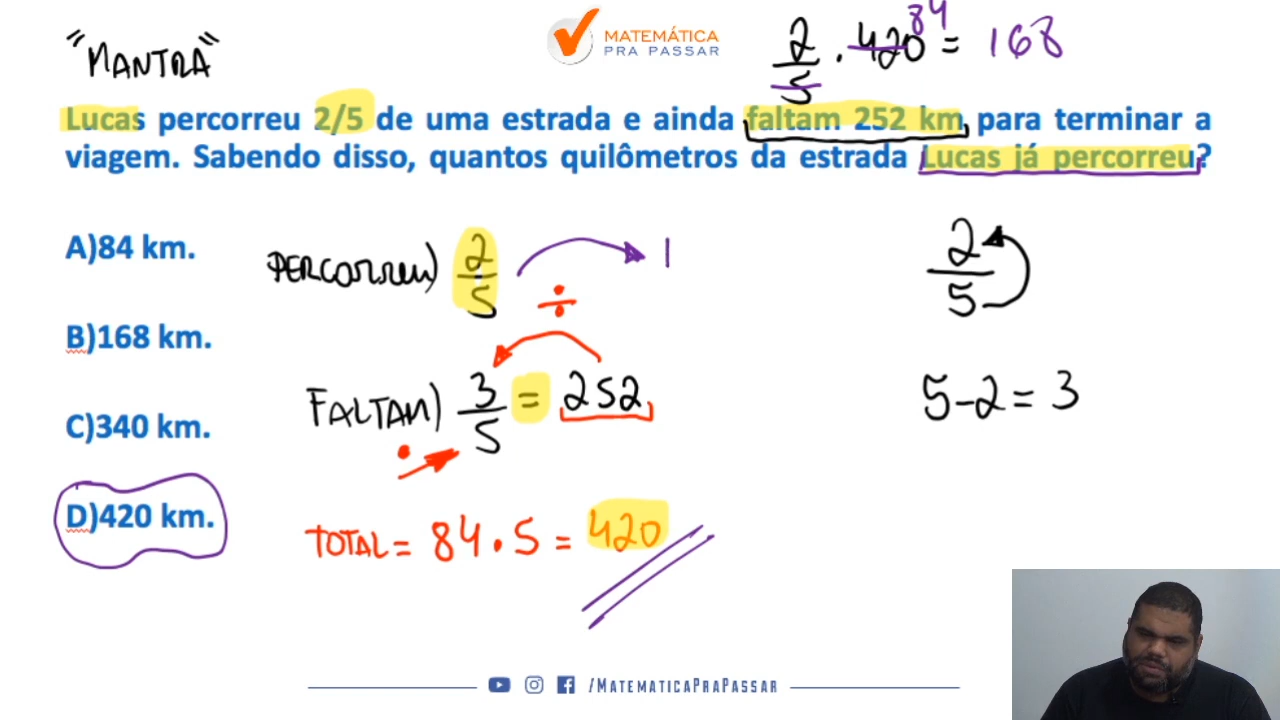 "MANTRA"
MATEMÁTICA
PRA PASSAR
2/5 . 420 84 = 168
Lucas percorreu 2/5 de uma estrada e ainda faltam 252 km para terminar a
viagem. Sabendo disso, quantos quilômetros da estrada Lucas já percorreu?
A)84 km.
B)168 km.
C)340 km.
D)420 km.
PERCORREU) 2/5 1
÷
FALTAM) 3/5 = 252
TOTAL = 84 . 5 = 420
2/5
5-2 = 3
/MATEMATICAPRAPASSAR